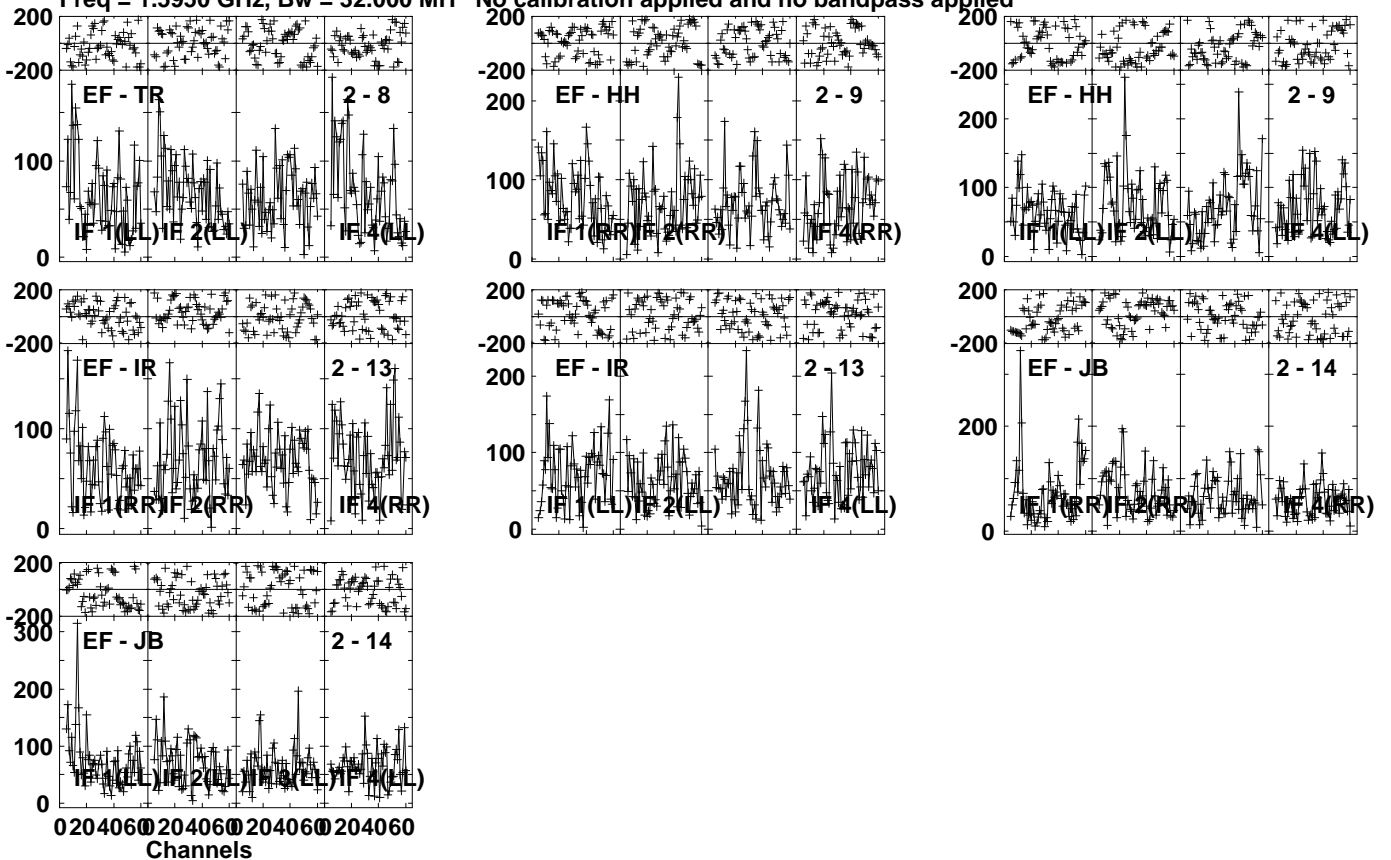 Freq = 1.5950 GHz, Bw = 32.000 MH No calibration applied and no bandpass applied
200
-200
EF - TR
2 - 8
100
0
IF 1(LL)
IF 2(LL)
IF 4(LL)
200
-200
EF - HH
2 - 9
200
100
0
IF 1(RR)
IF 2(RR)
IF 4(RR)
200
-200
EF - HH
2 - 9
200
100
0
IF 1(LL)
IF 2(LL)
IF 4(LL)
200
-200
EF - IR
2 - 13
100
0
IF 1(RR)
IF 2(RR)
IF 4(RR)
200
-200
EF - IR
2 - 13
200
100
0
IF 1(LL)
IF 2(LL)
IF 4(LL)
200
-200
EF - JB
2 - 14
200
0
IF 1(RR)
IF 2(RR)
IF 4(RR)
200
-200
300
EF - JB
2 - 14
200
100
0
IF 1(LL)
IF 2(LL)
IF 3(LL)
IF 4(LL)
0 20 40 60 0 20 40 60 0 20 40 60 0 20 40 60
Channels